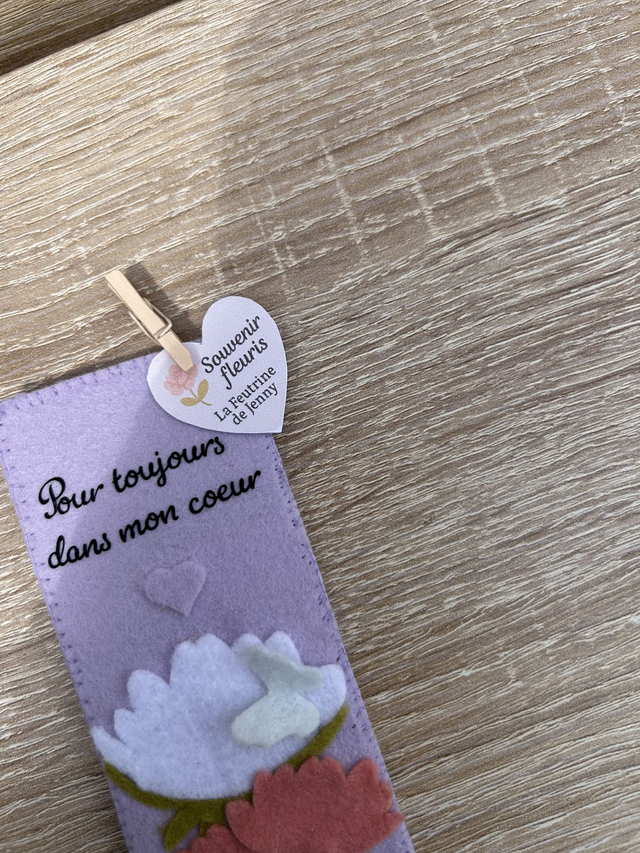 Souvenir
fleuris
La Feutrine
de Jenny
Pour toujours
dans mon coeur